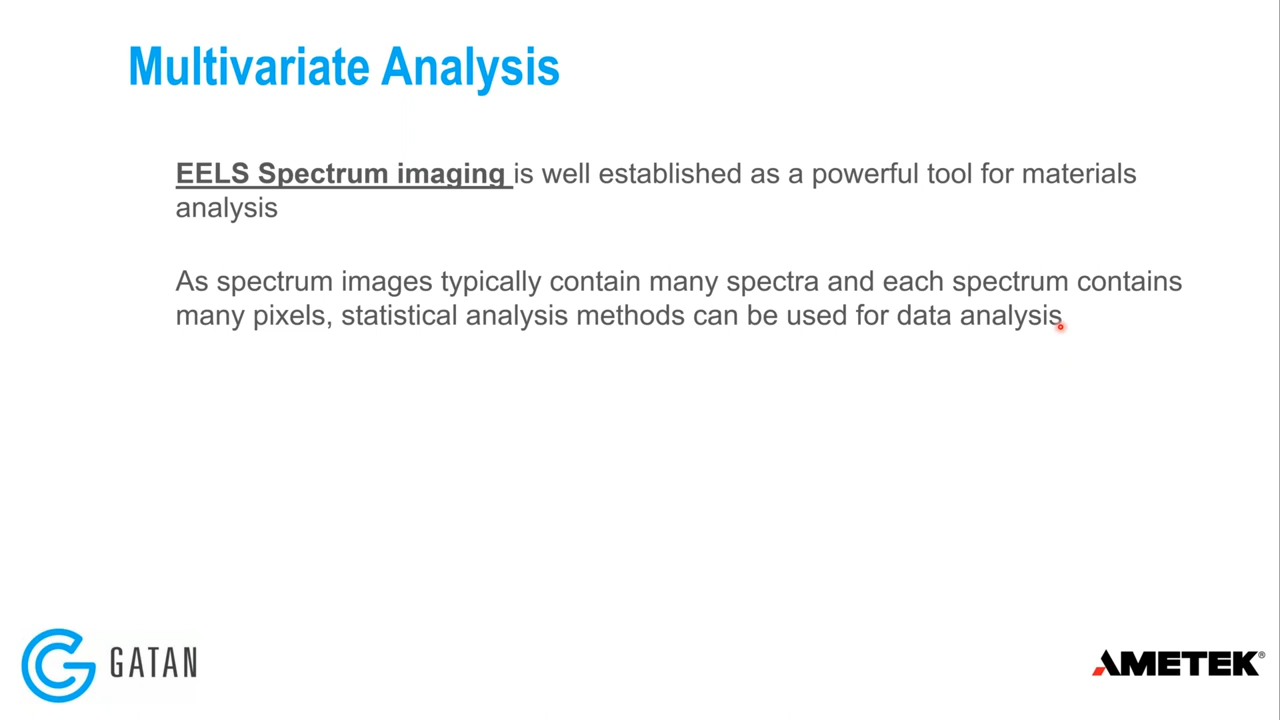 Multivariate Analysis
EELS Spectrum imaging is well established as a powerful tool for materials
analysis
As spectrum images typically contain many spectra and each spectrum contains
many pixels, statistical analysis methods can be used for data analysis
GATAN
AMETEK®